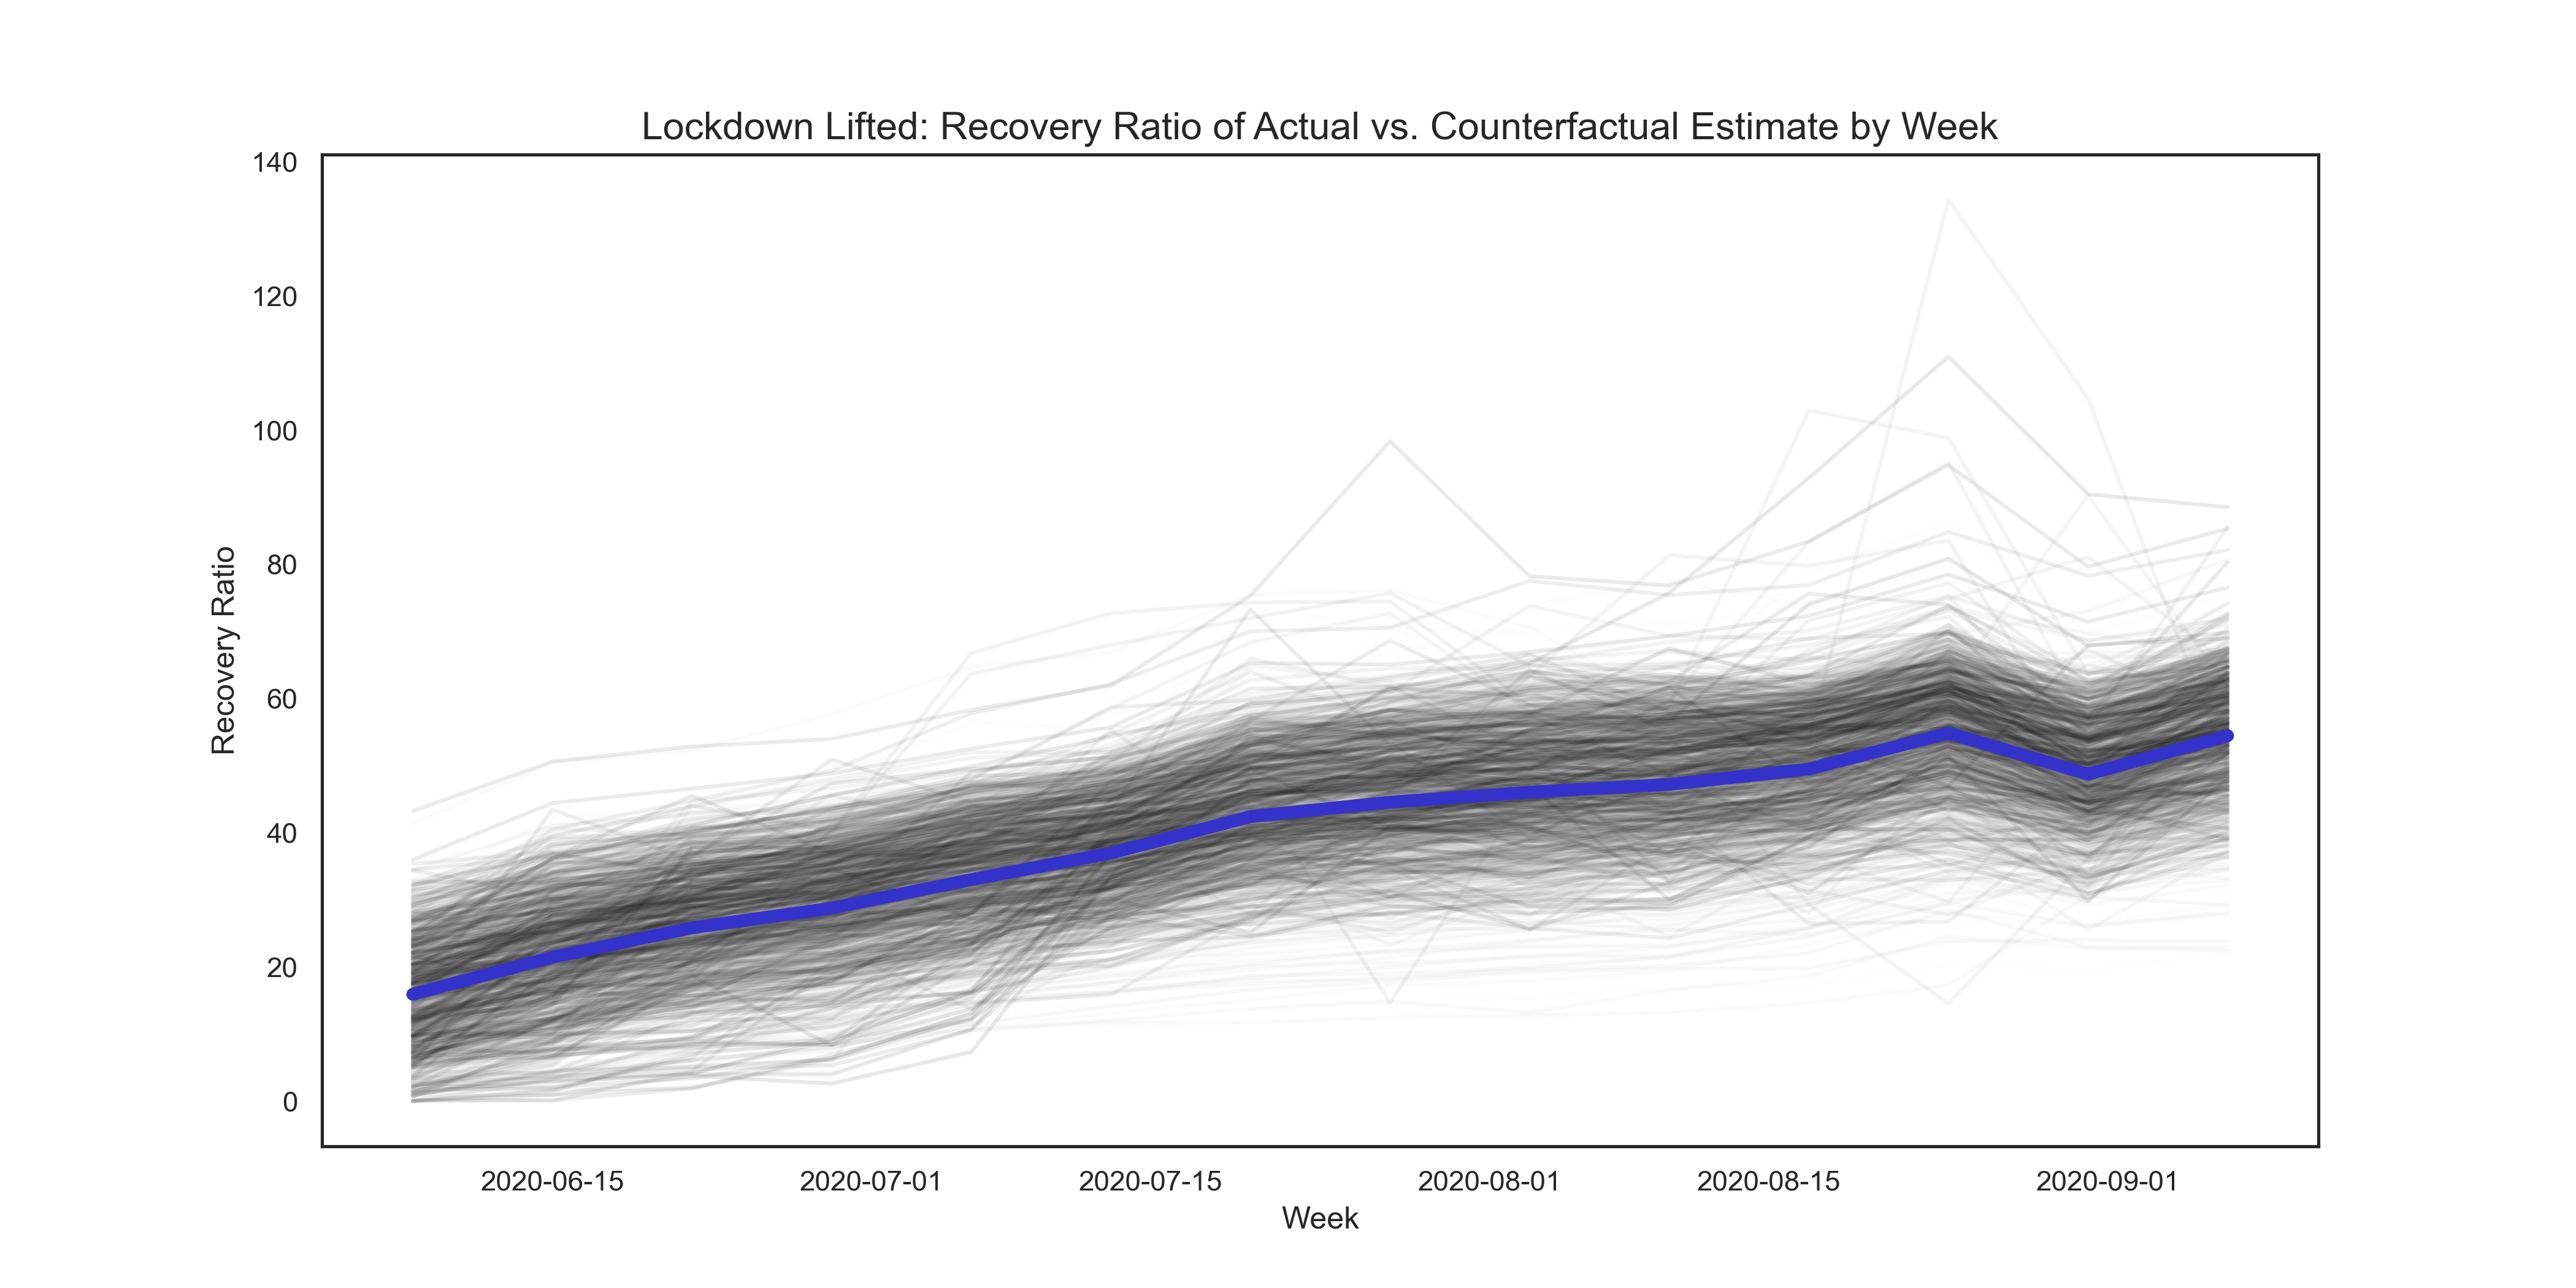 Lockdown Lifted: Recovery Ratio of Actual vs. Counterfactual Estimate by Week
140
120
100
80
60
40
20
0
Recovery Ratio
2020-06-15 2020-07-01 2020-07-15 2020-08-01 2020-08-15 2020-09-01
Week